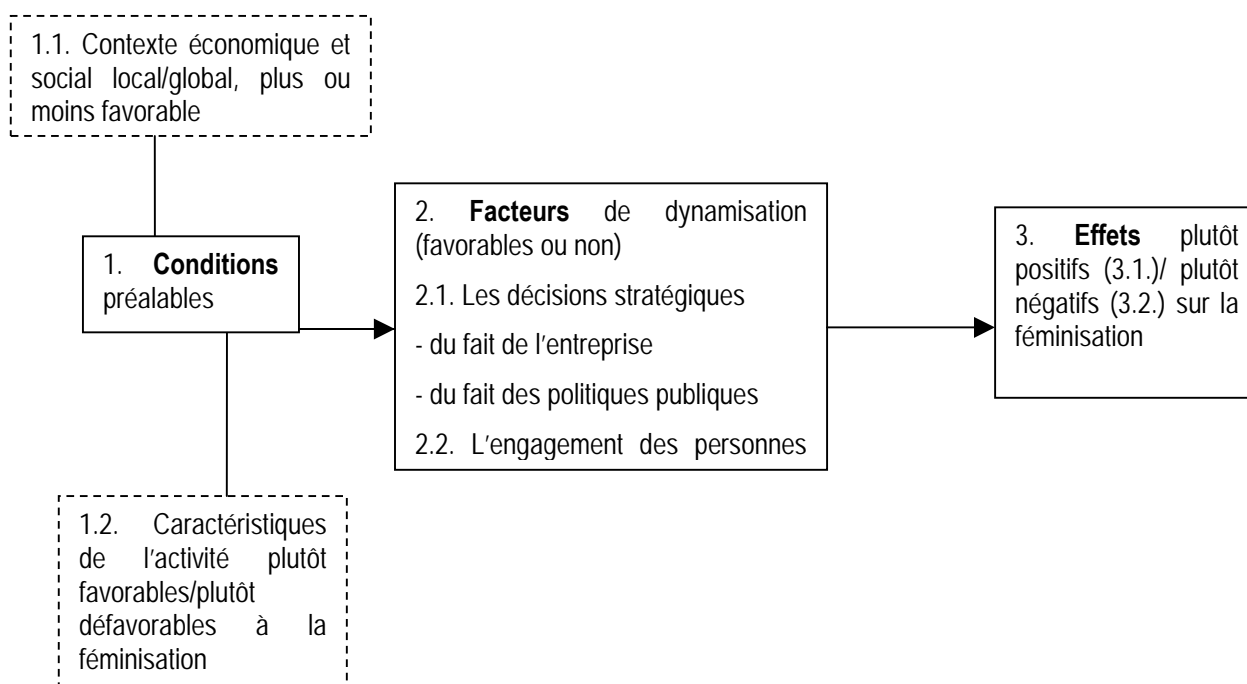 1.1. Contexte économique et
social local/global, plus ou
moins favorable
1. Conditions
préalables
1.2. Caractéristiques
de l'activité plutôt
favorables/plutôt
défavorables à la
féminisation
2. Facteurs de dynamisation
(favorables ou non)
2.1. Les décisions stratégiques
- du fait de l'entreprise
- du fait des politiques publiques
2.2. L'engagement des personnes
3. Effets plutôt
positifs (3.1.)/ plutôt
négatifs (3.2.) sur la
féminisation